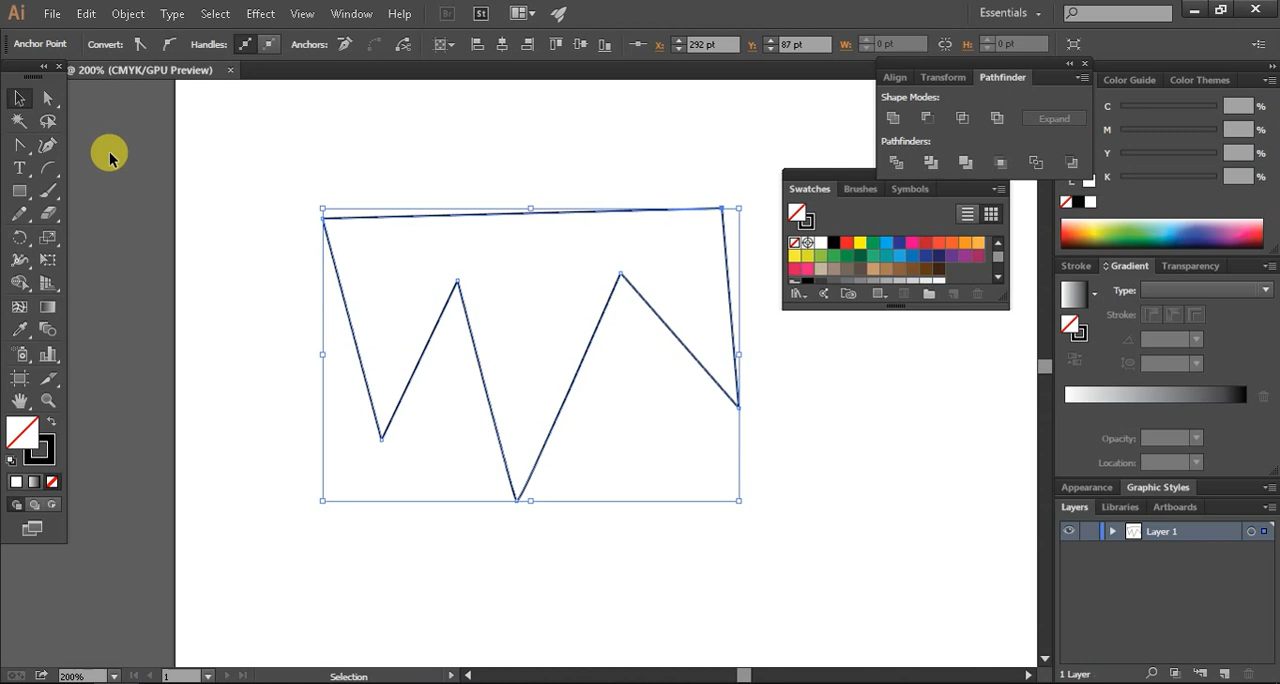 Ai File Edit Object Type Select Effect View Window Help Br St Essentials
Anchor Point Convert: Handles: Anchors: X: 292 pt Y: 87 pt W: 0 pt H: 0 pt
@ 200% (CMYK/GPU Preview) ×
Align Transform Pathfinder
Shape Modes:
Expand
Pathfinders:
Color Guide Color Themes
C %
M %
Y %
K %
Swatches Brushes Symbols
Stroke Gradient Transparency
Type:
Stroke:
Opacity:
Location:
Appearance Graphic Styles
Layers Libraries Artboards
Layer 1
1 Layer
200% 1 Selection